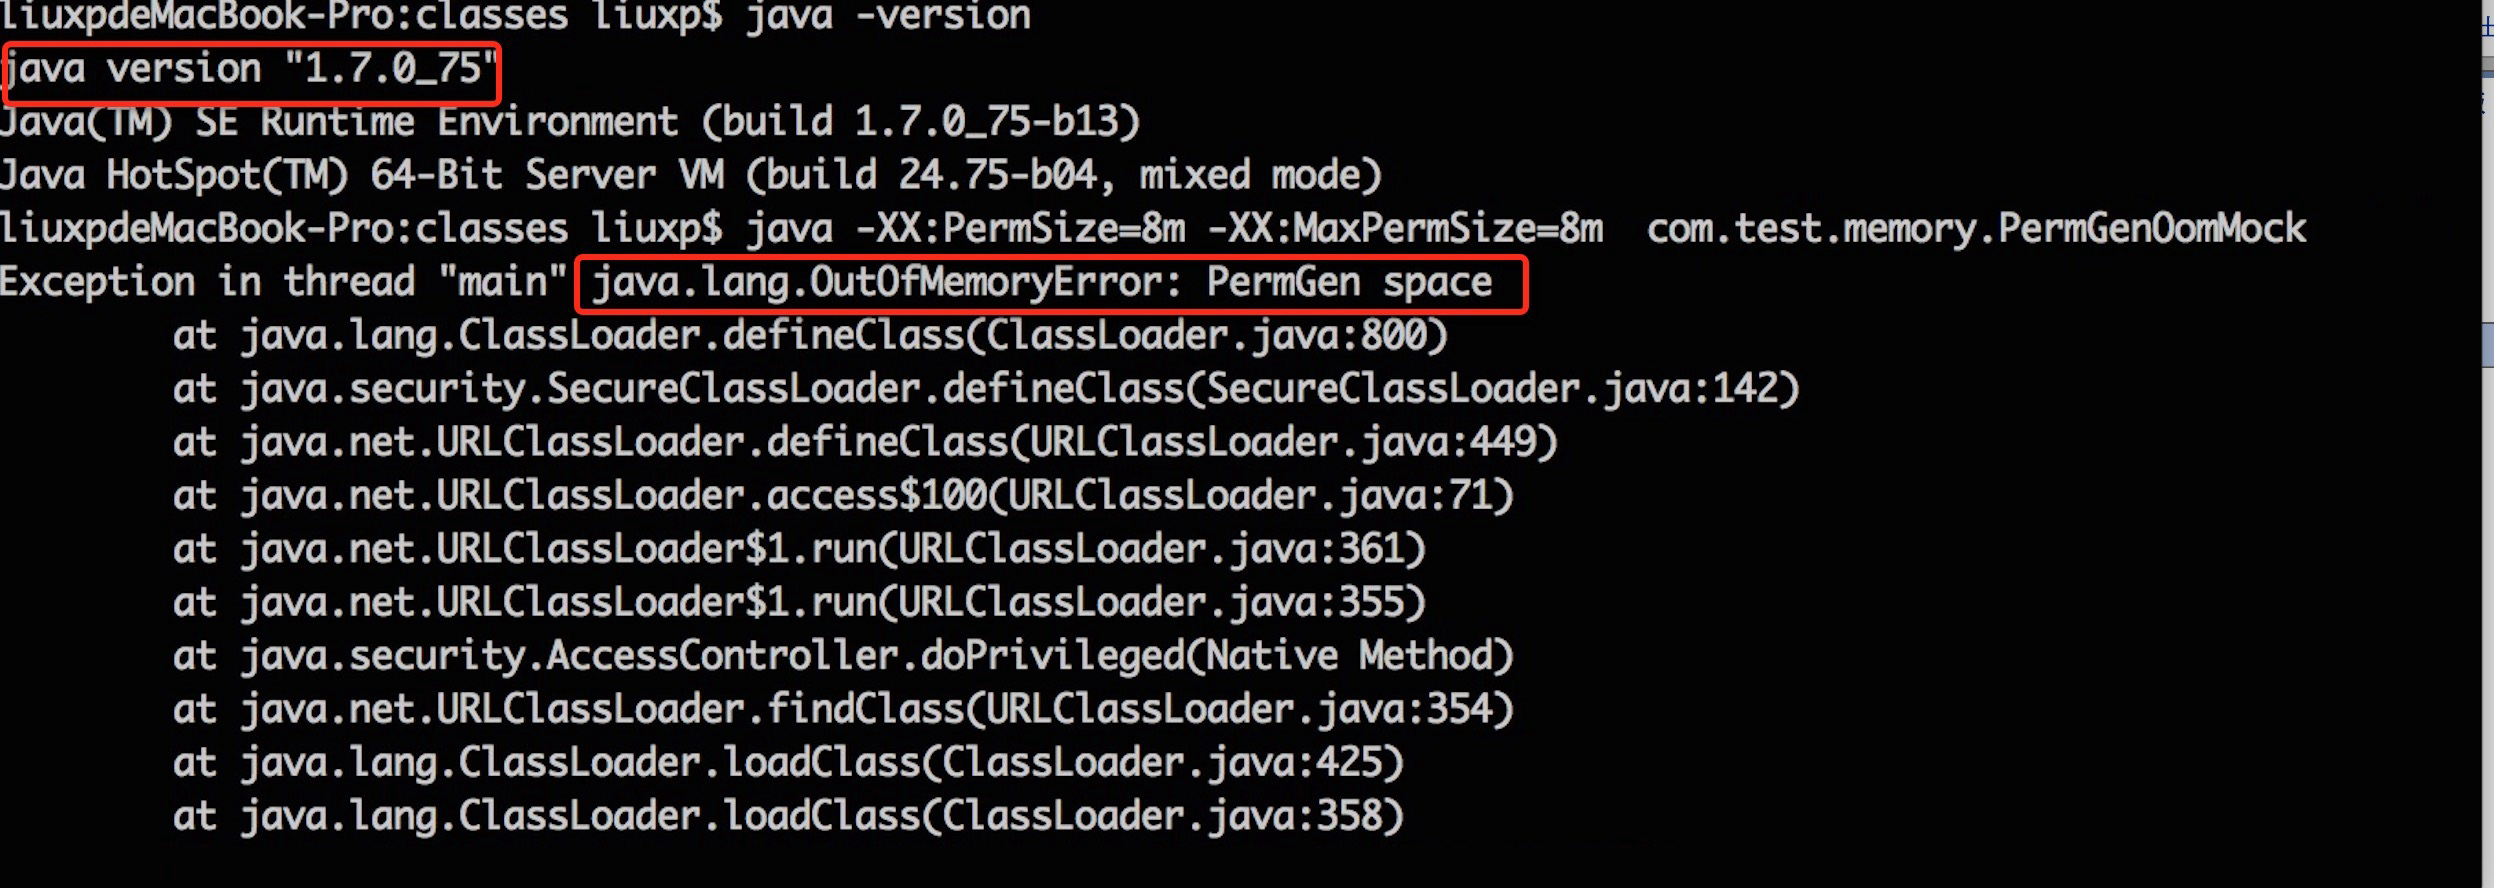 liuxpdeMacBook-Pro:classes liuxp$ java -version
java version "1.7.0_75"
Java(TM) SE Runtime Environment (build 1.7.0_75-b13)
Java HotSpot(TM) 64-Bit Server VM (build 24.75-b04, mixed mode)
liuxpdeMacBook-Pro:classes liuxp$ java -XX:PermSize=8m -XX:MaxPermSize=8m  com.test.memory.PermGenOomMock
Exception in thread "main" java.lang.OutOfMemoryError: PermGen space
        at java.lang.ClassLoader.defineClass(ClassLoader.java:800)
        at java.security.SecureClassLoader.defineClass(SecureClassLoader.java:142)
        at java.net.URLClassLoader.defineClass(URLClassLoader.java:449)
        at java.net.URLClassLoader.access$100(URLClassLoader.java:71)
        at java.net.URLClassLoader$1.run(URLClassLoader.java:361)
        at java.net.URLClassLoader$1.run(URLClassLoader.java:355)
        at java.security.AccessController.doPrivileged(Native Method)
        at java.net.URLClassLoader.findClass(URLClassLoader.java:354)
        at java.lang.ClassLoader.loadClass(ClassLoader.java:425)
        at java.lang.ClassLoader.loadClass(ClassLoader.java:358)